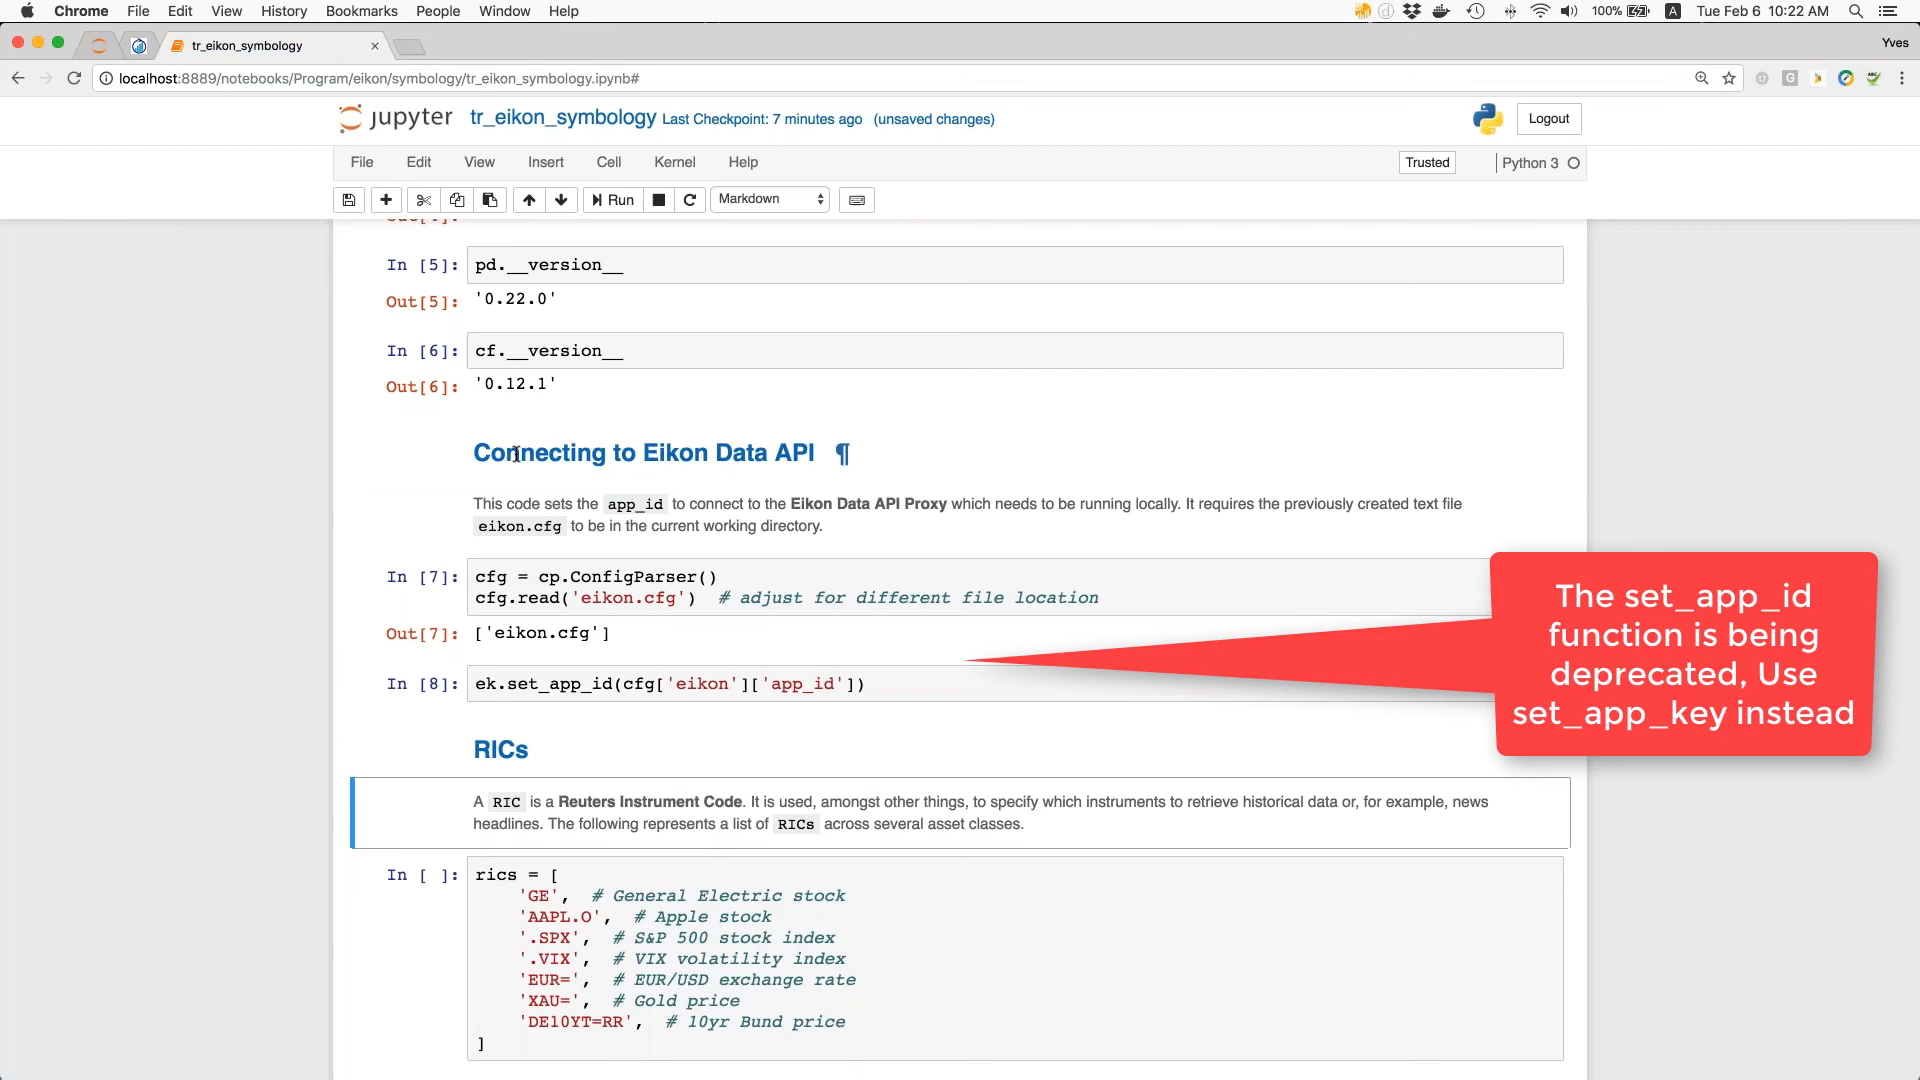 Chrome File Edit View History Bookmarks People Window Help 100% Tue Feb 6 10:22 AM
tr_eikon_symbology Yves
localhost:8889/notebooks/Program/eikon/symbology/tr_eikon_symbology.ipynb#
jupyter tr_eikon_symbology Last Checkpoint: 7 minutes ago (unsaved changes) Logout
File Edit View Insert Cell Kernel Help Trusted Python 3
Run Markdown
In [5]: pd.__version__
Out[5]: '0.22.0'
In [6]: cf.__version__
Out[6]: '0.12.1'
Connecting to Eikon Data API ¶
This code sets the app_id to connect to the Eikon Data API Proxy which needs to be running locally. It requires the previously created text file
eikon.cfg to be in the current working directory.
In [7]: cfg = cp.ConfigParser()
cfg.read('eikon.cfg') # adjust for different file location
Out[7]: ['eikon.cfg']
In [8]: ek.set_app_id(cfg['eikon']['app_id'])
The set_app_id
function is being
deprecated, Use
set_app_key instead
RICs
A RIC is a Reuters Instrument Code. It is used, amongst other things, to specify which instruments to retrieve historical data or, for example, news
headlines. The following represents a list of RICs across several asset classes.
In [ ]: rics = [
'GE', # General Electric stock
'AAPL.O', # Apple stock
'.SPX', # S&P 500 stock index
'.VIX', # VIX volatility index
'EUR=', # EUR/USD exchange rate
'XAU=', # Gold price
'DE10YT=RR', # 10yr Bund price
]